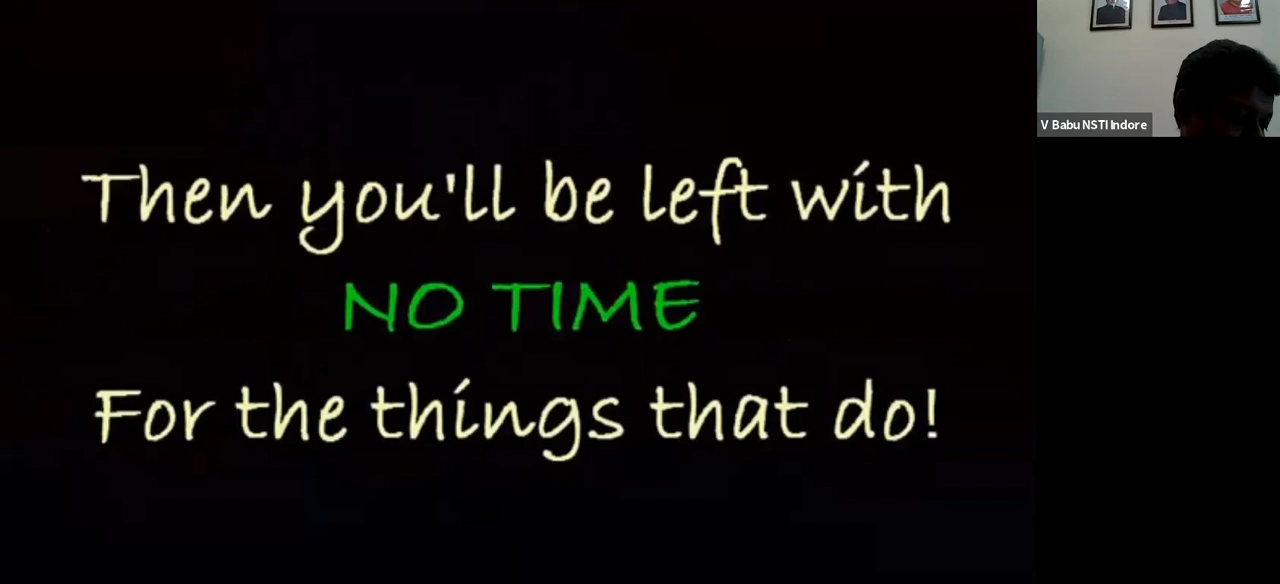 Then you'll be left with
NO TIME
For the things that do!
V Babu NSTI Indore